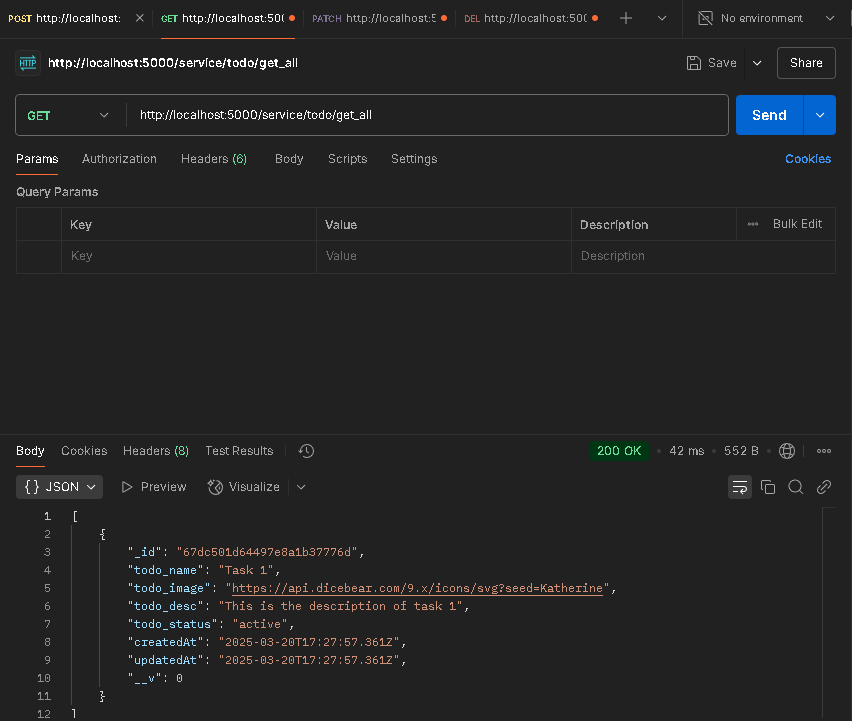 POST http://localhost: GET http://localhost:500 PATCH http://localhost:5 DEL http://localhost:500 No environment
HTTP http://localhost:5000/service/todo/get_all Save Share
GET http://localhost:5000/service/todo/get_all Send
Params Authorization Headers (6) Body Scripts Settings Cookies
Query Params
Key Value Description Bulk Edit
Key Value Description
Body Cookies Headers (8) Test Results 200 OK 42 ms 552 B
{} JSON Preview Visualize
1 [
2 {
3 "_id": "67dc501d64497e8a1b37776d",
4 "todo_name": "Task 1",
5 "todo_image": "https://api.dicebear.com/9.x/icons/svg?seed=Katherine",
6 "todo_desc": "This is the description of task 1",
7 "todo_status": "active",
8 "createdAt": "2025-03-20T17:27:57.361Z",
9 "updatedAt": "2025-03-20T17:27:57.361Z",
10 "__v": 0
11 }
12 ]